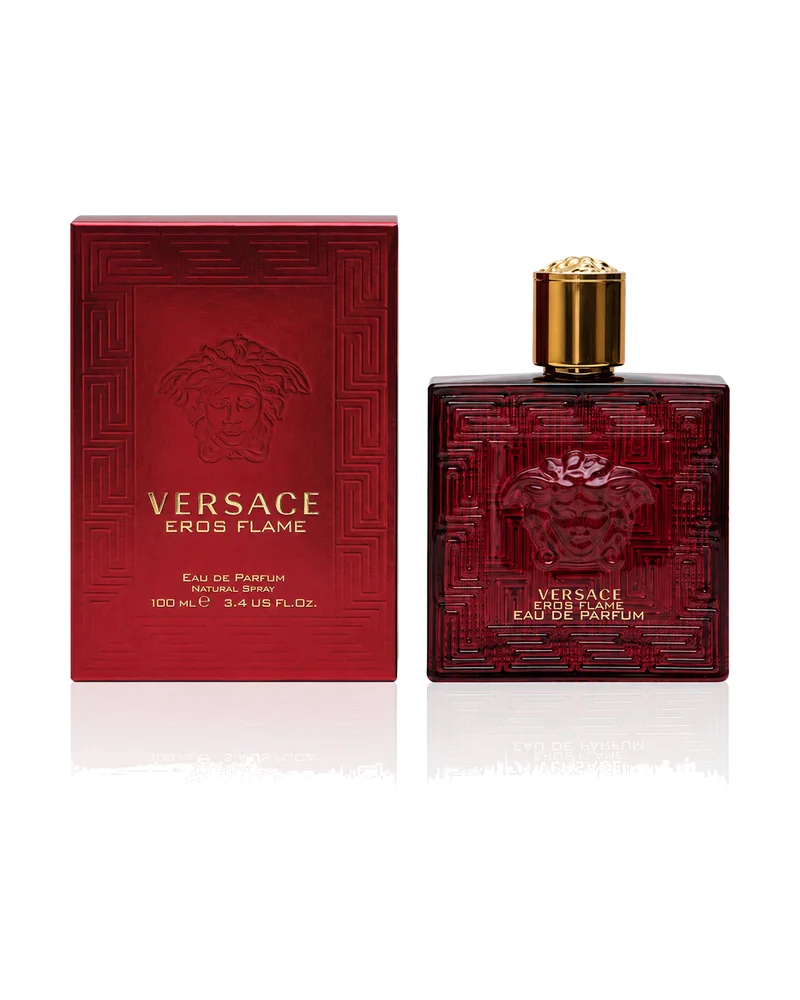 VERSACE
EROS FLAME
EAU DE PARFUM
NATURAL SPRAY
100 ML ℮ 3.4 US FL.OZ.
VERSACE
EROS FLAME
EAU DE PARFUM